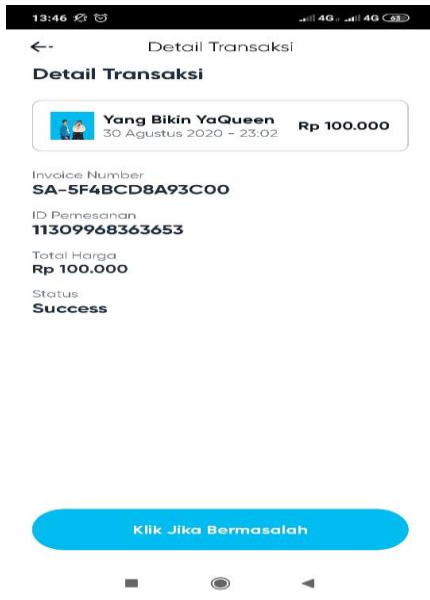 13:46 4G 4G 63
Detail Transaksi
Detail Transaksi
Yang Bikin YaQueen
30 Agustus 2020 - 23:02
Rp 100.000
Invoice Number
SA-5F4BCD8A93C00
ID Pemesanan
11309968363653
Total Harga
Rp 100.000
Status
Success
Klik Jika Bermasalah